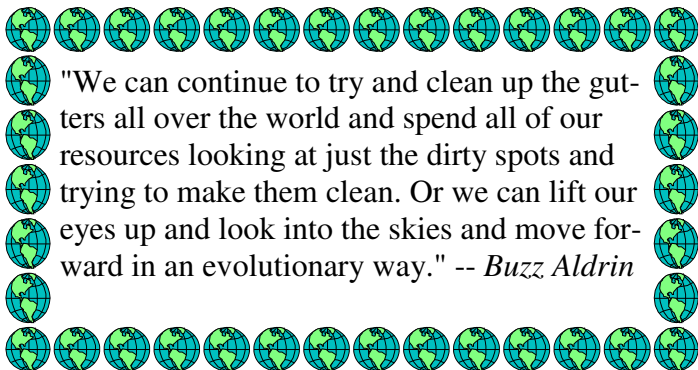 "We can continue to try and clean up the gut-
ters all over the world and spend all of our
resources looking at just the dirty spots and
trying to make them clean. Or we can lift our
eyes up and look into the skies and move for-
ward in an evolutionary way." -- Buzz Aldrin